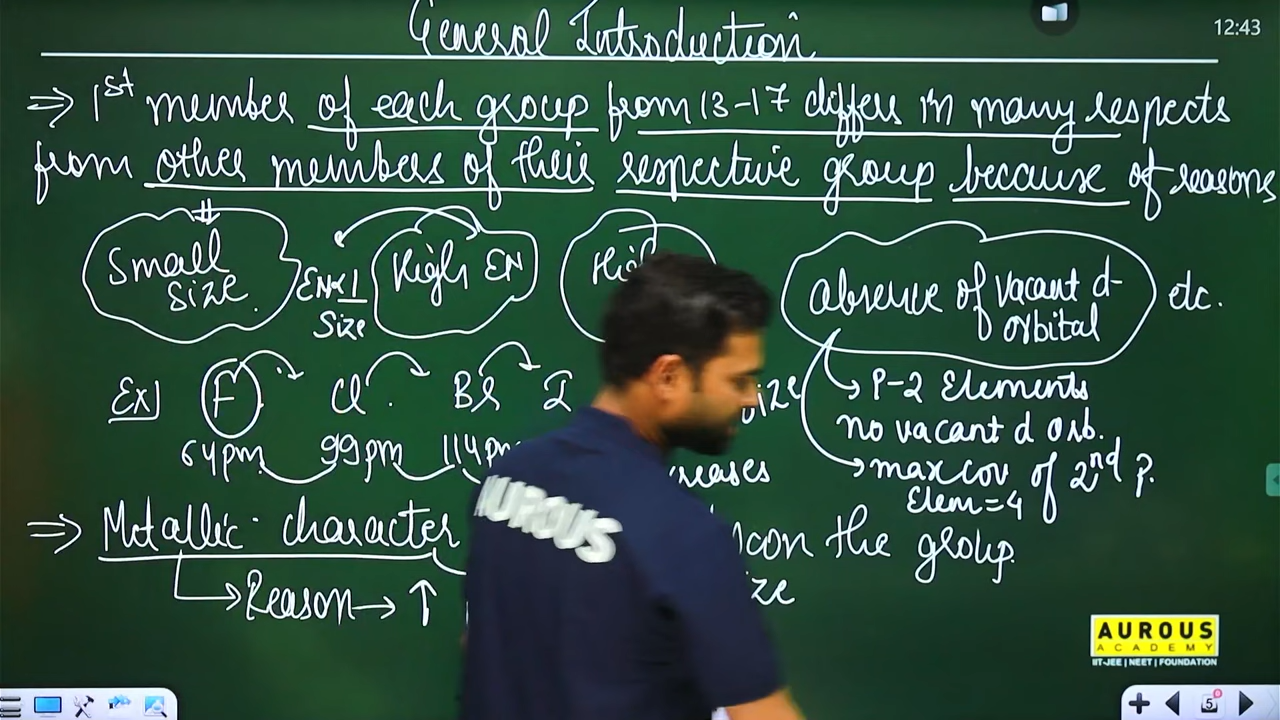 General Introduction
12:43
⇒ 1st member of each group from 13-17 differs in many respects
from other members of their respective group because of reasons
Small Size
EN∝1/Size
High EN
absence of vacant d-orbital
etc.
Ex) F Cl Br I
64pm 99pm 114pm
P-2 Elements
no vacant d orb.
max cov of 2nd P.
Elem=4
⇒ Metallic character the group.
Reason → ↑
AUROUS
AUROUS
ACADEMY
IIT-JEE | NEET | FOUNDATION
5